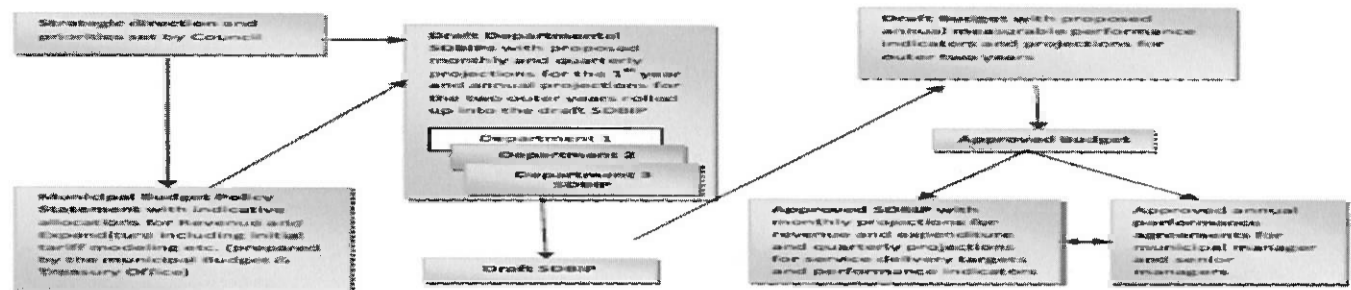 Strategic direction and
priorities set by Council
Municipal Budget Policy
Statement with indicative
allocations for Revenue and
Expenditure including initial
tariff modeling etc. (prepared
by the municipal Budget &
Treasury Office)
Draft Departmental
SDBIPs with proposed
monthly and quarterly
projections for the 1st year
and annual projections for
the two outer years rolled
up into the draft SDBIP
Department 1
Department 2
Department 3
SDBIP
Draft SDBIP
Draft Budget with proposed
annual measurable performance
indicators and projections for
outer two years
Approved Budget
Approved SDBIP with
monthly projections for
revenue and expenditure
and quarterly projections
for service delivery targets
and performance indicators
Approved annual
performance
agreements for
municipal manager
and senior
managers